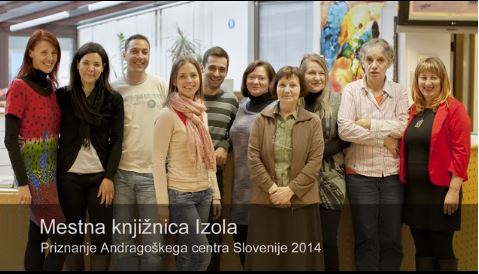 Mestna knjižnica Izola
Priznanje Andragoškega centra Slovenije 2014